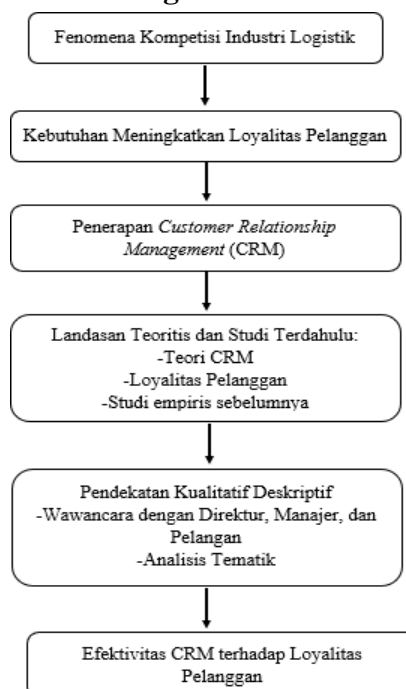 Fenomena Kompetisi Industri Logistik
Kebutuhan Meningkatkan Loyalitas Pelanggan
Penerapan Customer Relationship
Management (CRM)
Landasan Teoritis dan Studi Terdahulu:
-Teori CRM
-Loyalitas Pelanggan
-Studi empiris sebelumnya
Pendekatan Kualitatif Deskriptif
-Wawancara dengan Direktur, Manajer, dan
Pelangan
-Analisis Tematik
Efektivitas CRM terhadap Loyalitas
Pelanggan